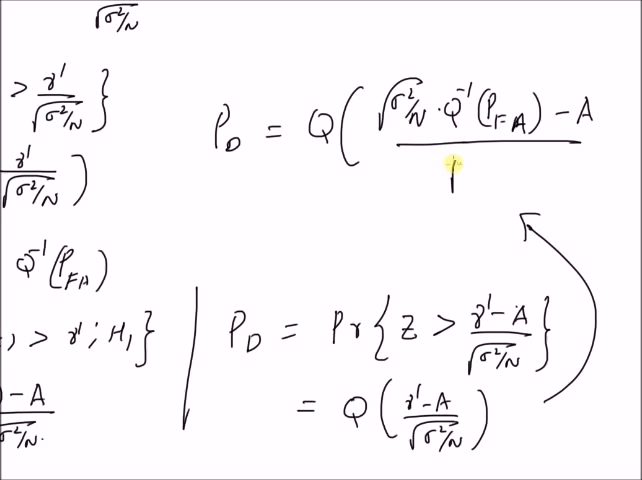 √σ²/N
> γ'/√σ²/N }
γ'/√σ²/N )
Q⁻¹(P_FA)
, > γ' ; H₁ }
- A/√σ²/N.
P_D = Q( √σ²/N · Q⁻¹(P_FA) - A
P_D = Pr{ Z > γ' - A/√σ²/N }
= Q( γ' - A/√σ²/N )